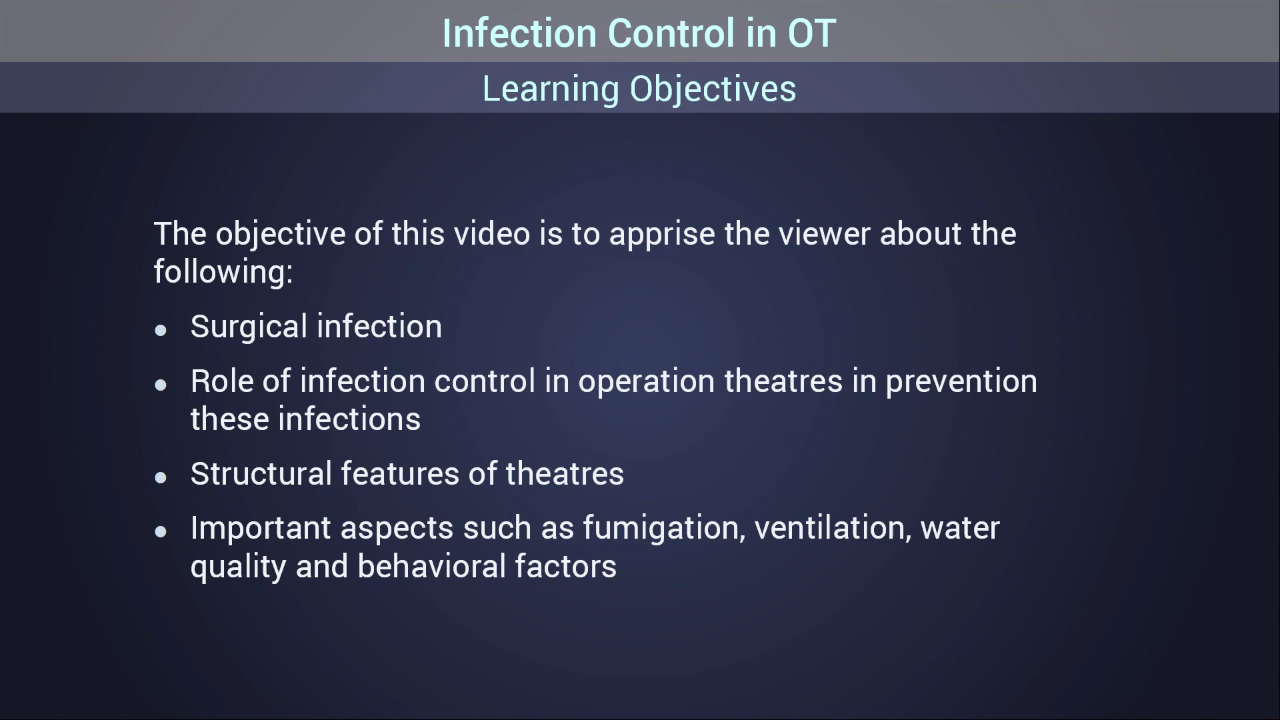 Infection Control in OT
Learning Objectives
The objective of this video is to apprise the viewer about the
following:
● Surgical infection
● Role of infection control in operation theatres in prevention
these infections
● Structural features of theatres
● Important aspects such as fumigation, ventilation, water
quality and behavioral factors